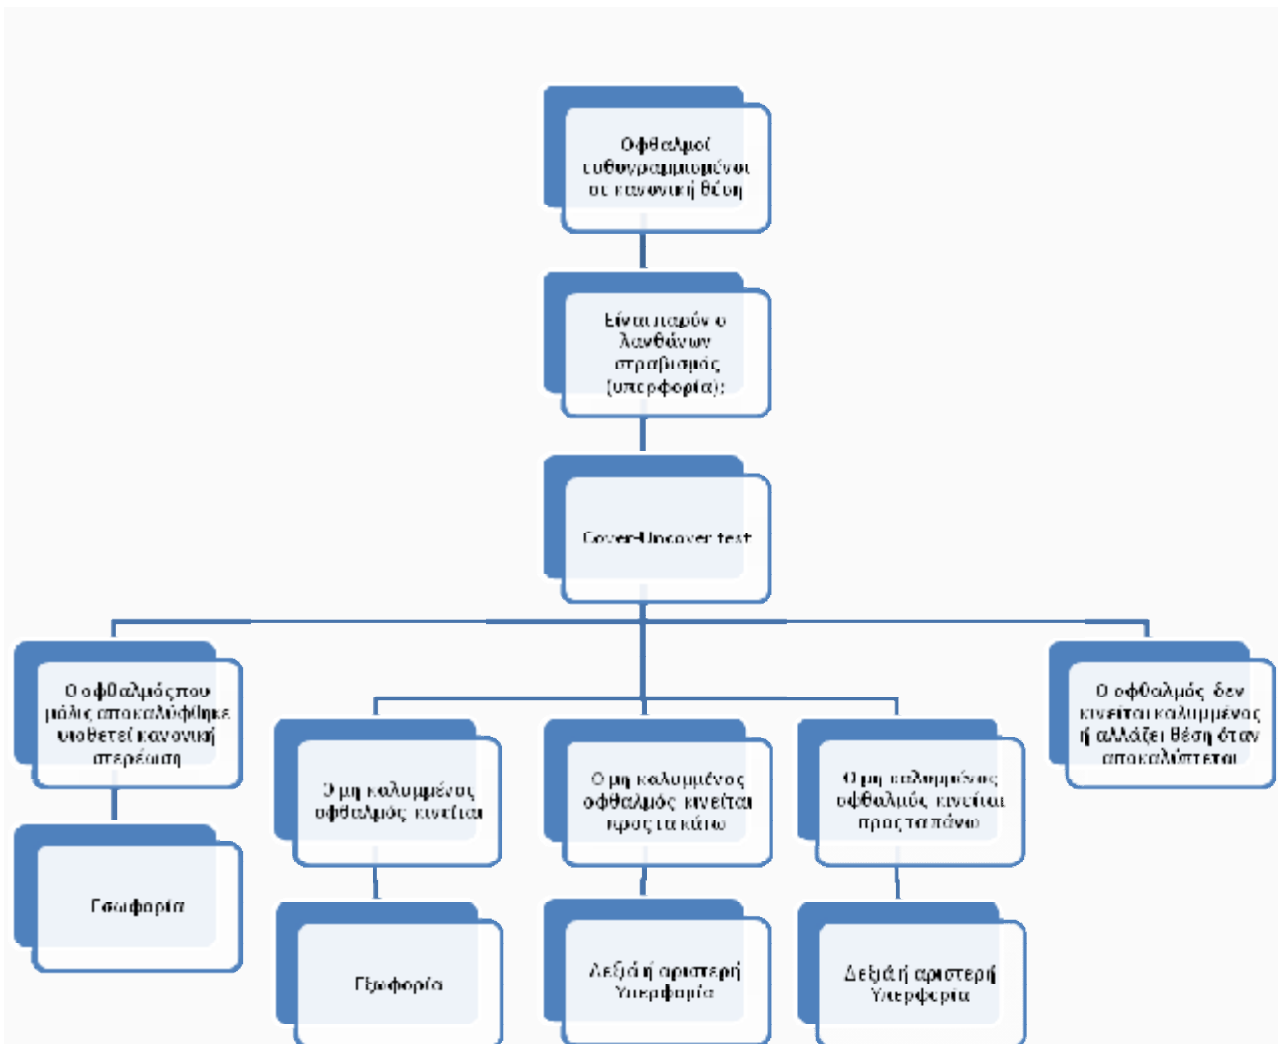 Οφθαλμοί
ευθυγραμμισμένοι
σε κανονική θέση
Είναι παρόν ο
λανθάνων
στραβισμός
(υπερφορία);
Cover-Uncover test
Ο οφθαλμός που
μόλις αποκαλύφθηκε
υιοθετεί κανονική
στερέωση
Ο οφθαλμός δεν
κινείται καλυμμένος
ή αλλάζει θέση όταν
αποκαλύπτεται
Ο μη καλυμμένος
οφθαλμός κινείται
Ο μη καλυμμένος
οφθαλμός κινείται
προς τα κάτω
Ο μη καλυμμένος
οφθαλμός κινείται
προς τα πάνω
Εσωφορία
Εξωφορία
Δεξιά ή αριστερή
Υπερφορία
Δεξιά ή αριστερή
Υπερφορία